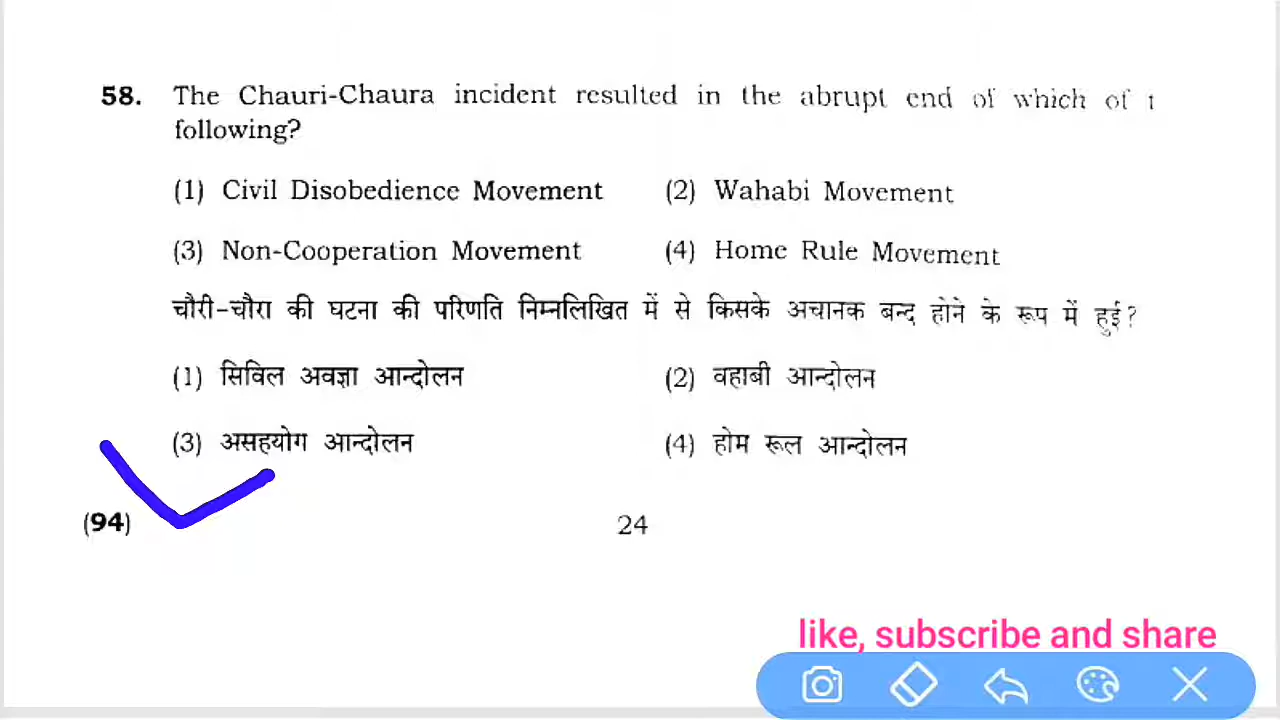 58. The Chauri-Chaura incident resulted in the abrupt end of which of
following?
(1) Civil Disobedience Movement (2) Wahabi Movement
(3) Non-Cooperation Movement (4) Home Rule Movement
चौरी-चौरा की घटना की परिणति निम्नलिखित में से किसके अचानक बन्द होने के रूप में हुई?
(1) सिविल अवज्ञा आन्दोलन (2) वहाबी आन्दोलन
(3) असहयोग आन्दोलन (4) होम रूल आन्दोलन
(94) 24
like, subscribe and share